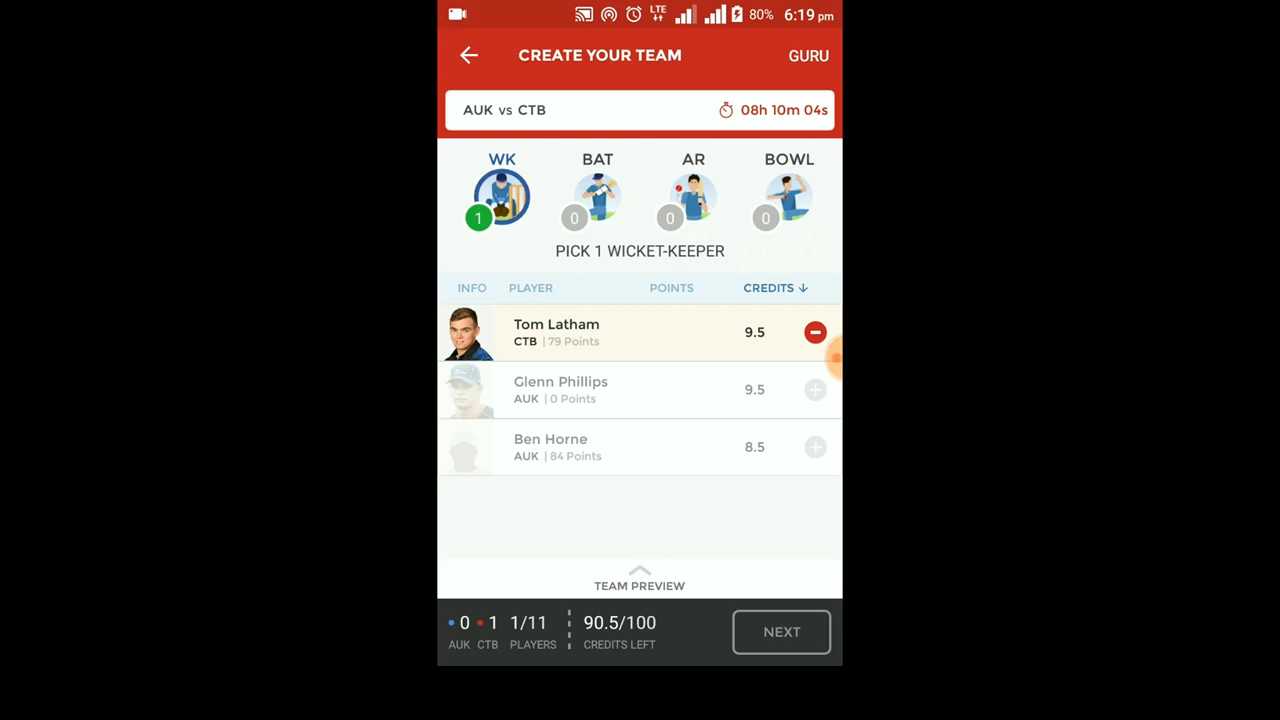 LTE 80% 6:19 pm
CREATE YOUR TEAM GURU
AUK vs CTB 08h 10m 04s
WK BAT AR BOWL
1 0 0 0
PICK 1 WICKET-KEEPER
INFO PLAYER POINTS CREDITS
Tom Latham 9.5
CTB | 79 Points
Glenn Phillips 9.5
AUK | 0 Points
Ben Horne 8.5
AUK | 84 Points
TEAM PREVIEW
0 1 1/11 90.5/100 NEXT
AUK CTB PLAYERS CREDITS LEFT